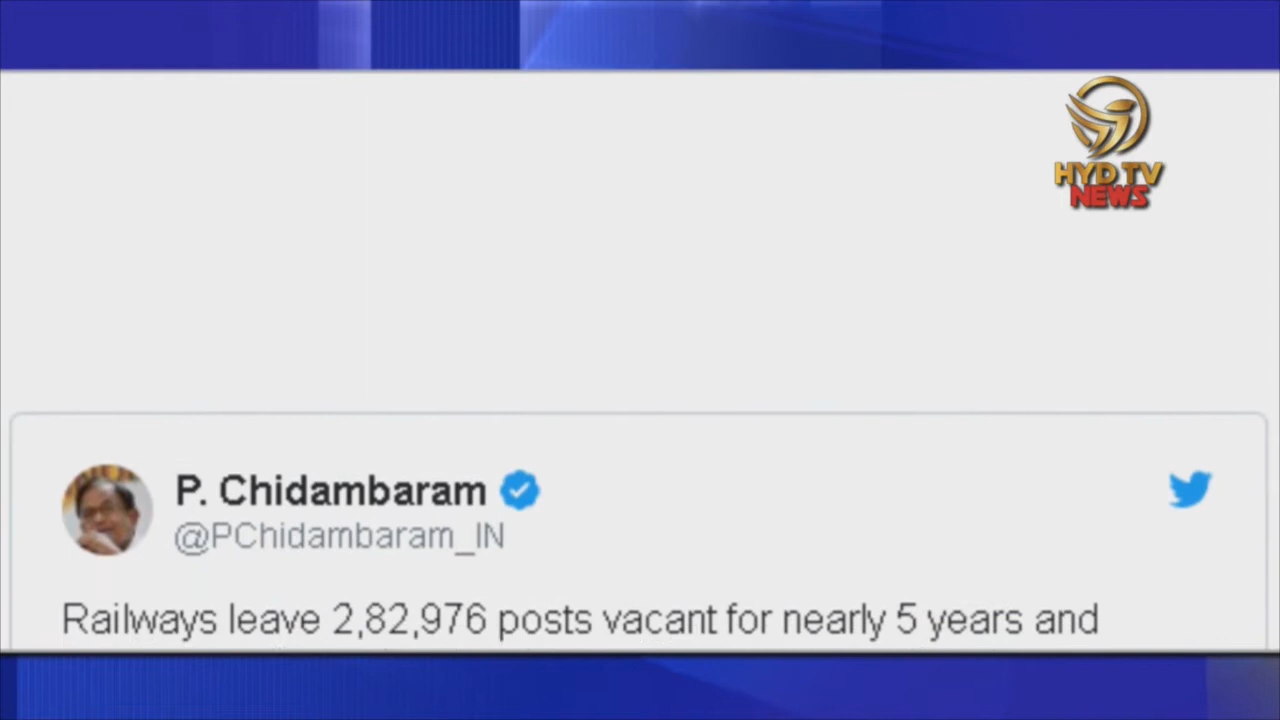 HYD TV
NEWS
P. Chidambaram
@PChidambaram_IN
Railways leave 2,82,976 posts vacant for nearly 5 years and